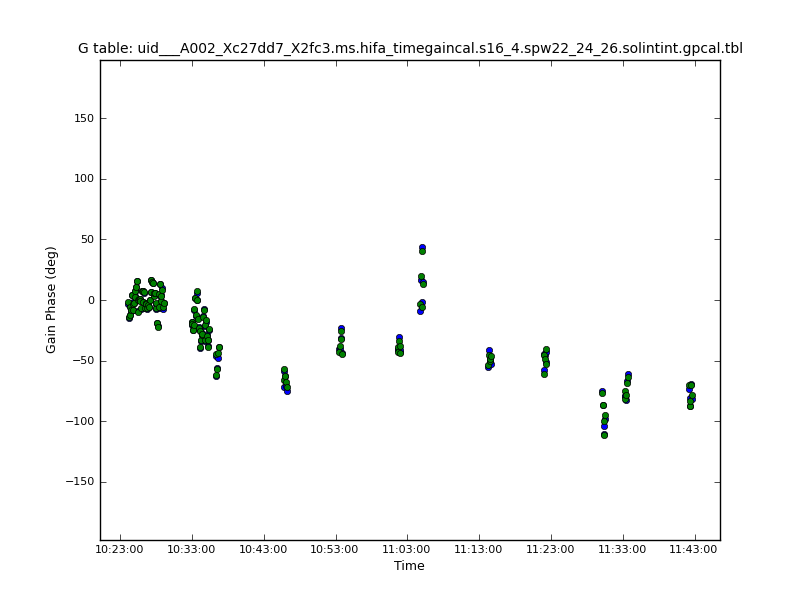 G table: uid___A002_Xc27dd7_X2fc3.ms.hifa_timegaincal.s16_4.spw22_24_26.solintint.gpcal.tbl
150
100
50
0
−50
−100
−150
Gain Phase (deg)
10:23:00 10:33:00 10:43:00 10:53:00 11:03:00 11:13:00 11:23:00 11:33:00 11:43:00
Time